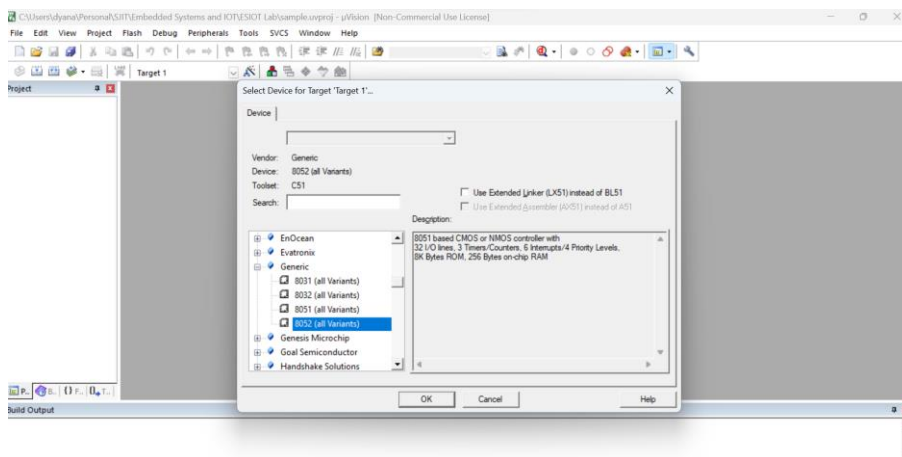 C:\Users\dyana\Personal\SJIT\Embedded Systems and IOT\ESIOT Lab\sample.uvproj - µVision [Non-Commercial Use License]
File Edit View Project Flash Debug Peripherals Tools SVCS Window Help
Target 1
Project
Select Device for Target 'Target 1'...
Device
Vendor: Generic
Device: 8052 (all Variants)
Toolset: C51
Search:
Use Extended Linker (LX51) instead of BL51
Use Extended Assembler (AX51) instead of A51
Description:
EnOcean
Evatronix
Generic
8031 (all Variants)
8032 (all Variants)
8051 (all Variants)
8052 (all Variants)
Genesis Microchip
Goal Semiconductor
Handshake Solutions
8051 based CMOS or NMOS controller with
32 I/O lines, 3 Timers/Counters, 6 Interrupts/4 Priority Levels,
8K Bytes ROM, 256 Bytes on-chip RAM
OK Cancel Help
P... B... {} F... T...
Build Output